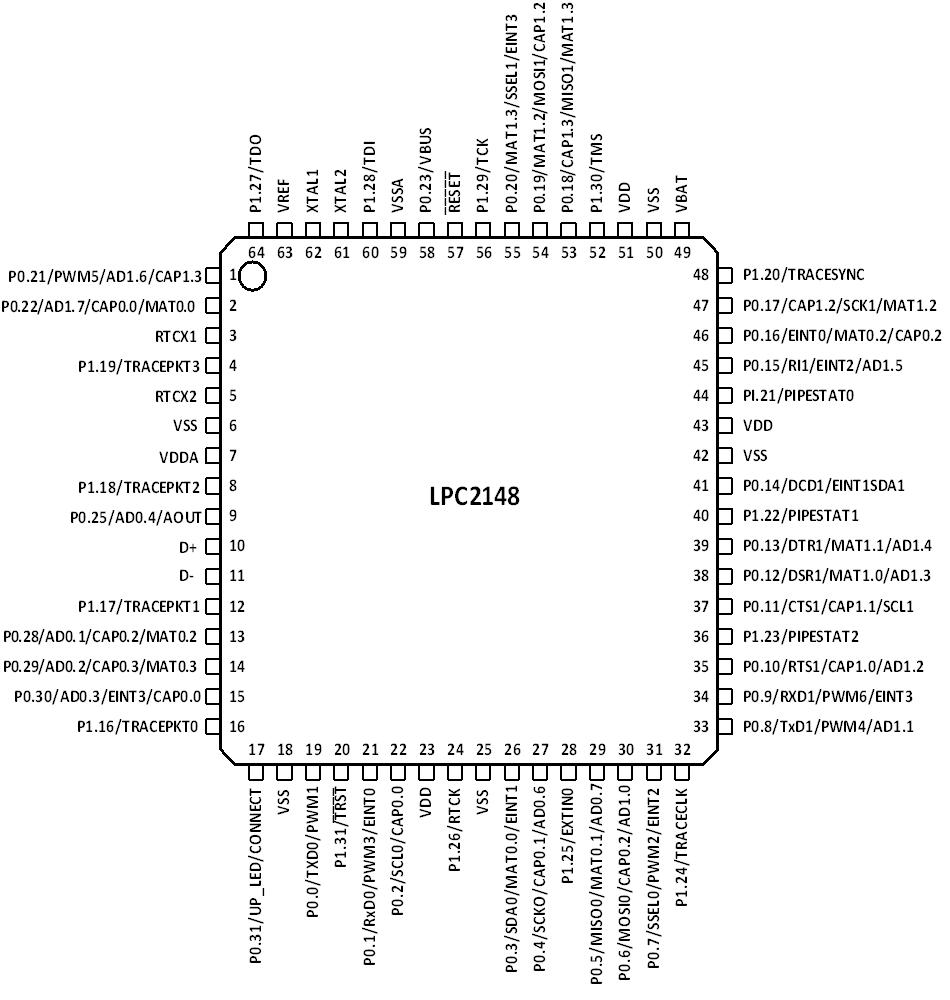 P1.27/TDO
VREF
XTAL1
XTAL2
P1.28/TDI
VSSA
P0.23/VBUS
RESET
P1.29/TCK
P0.20/MAT1.3/SSEL1/EINT3
P0.19/MAT1.2/MOSI1/CAP1.2
P0.18/CAP1.3/MISO1/MAT1.3
P1.30/TMS
VDD
VSS
VBAT
64 63 62 61 60 59 58 57 56 55 54 53 52 51 50 49
P0.21/PWM5/AD1.6/CAP1.3 1
P0.22/AD1.7/CAP0.0/MAT0.0 2
RTCX1 3
P1.19/TRACEPKT3 4
RTCX2 5
VSS 6
VDDA 7
P1.18/TRACEPKT2 8
P0.25/AD0.4/AOUT 9
D+ 10
D- 11
P1.17/TRACEPKT1 12
P0.28/AD0.1/CAP0.2/MAT0.2 13
P0.29/AD0.2/CAP0.3/MAT0.3 14
P0.30/AD0.3/EINT3/CAP0.0 15
P1.16/TRACEPKT0 16
LPC2148
48 P1.20/TRACESYNC
47 P0.17/CAP1.2/SCK1/MAT1.2
46 P0.16/EINT0/MAT0.2/CAP0.2
45 P0.15/RI1/EINT2/AD1.5
44 PI.21/PIPESTAT0
43 VDD
42 VSS
41 P0.14/DCD1/EINT1SDA1
40 P1.22/PIPESTAT1
39 P0.13/DTR1/MAT1.1/AD1.4
38 P0.12/DSR1/MAT1.0/AD1.3
37 P0.11/CTS1/CAP1.1/SCL1
36 P1.23/PIPESTAT2
35 P0.10/RTS1/CAP1.0/AD1.2
34 P0.9/RXD1/PWM6/EINT3
33 P0.8/TxD1/PWM4/AD1.1
17 18 19 20 21 22 23 24 25 26 27 28 29 30 31 32
P0.31/UP_LED/CONNECT
VSS
P0.0/TXD0/PWM1
P1.31/TRST
P0.1/RxD0/PWM3/EINT0
P0.2/SCL0/CAP0.0
VDD
P1.26/RTCK
VSS
P0.3/SDA0/MAT0.0/EINT1
P0.4/SCKO/CAP0.1/AD0.6
P1.25/EXTIN0
P0.5/MISO0/MAT0.1/AD0.7
P0.6/MOSI0/CAP0.2/AD1.0
P0.7/SSEL0/PWM2/EINT2
P1.24/TRACECLK